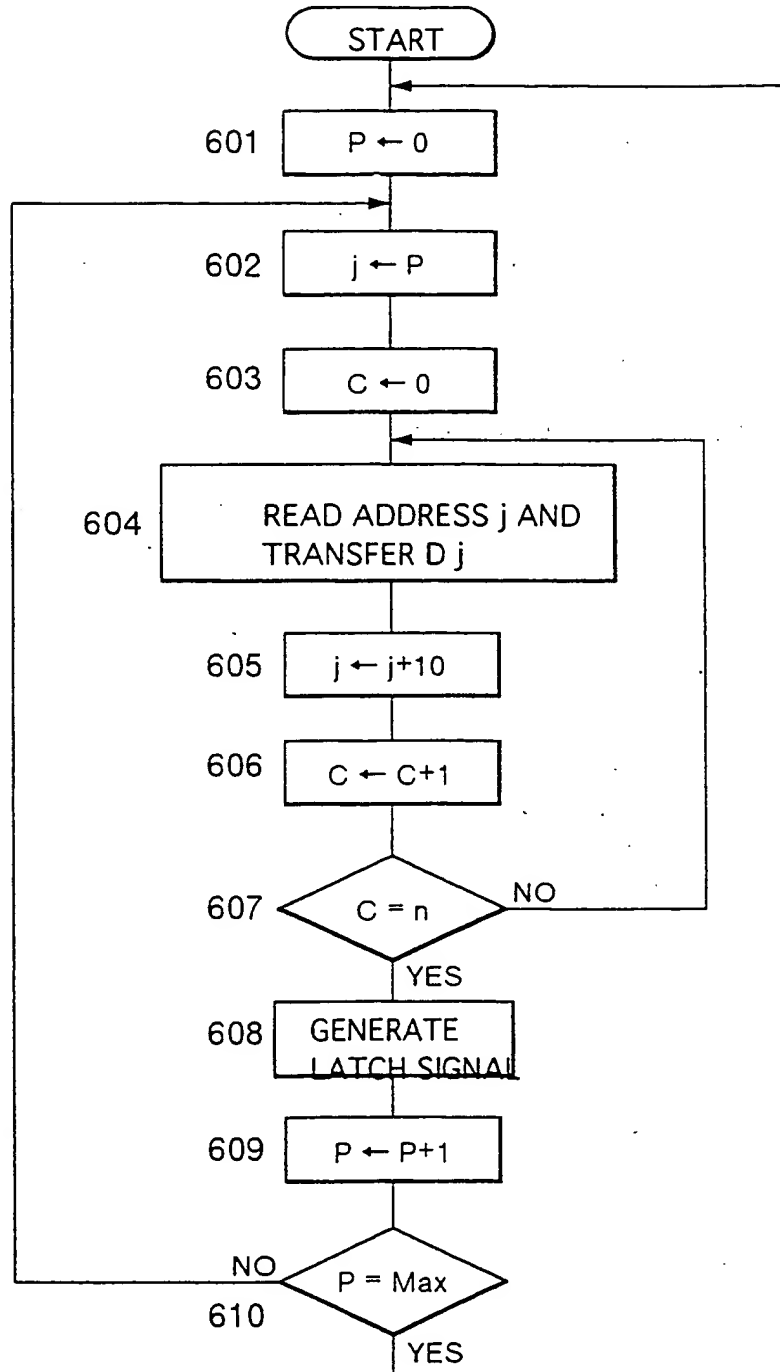 START
601
P ← 0
602
j ← P
603
C ← 0
604
READ ADDRESS j AND
TRANSFER D j
605
j ← j+10
606
C ← C+1
607
C = n
NO
YES
608
GENERATE
LATCH SIGNAL
609
P ← P+1
NO
P = Max
610
YES